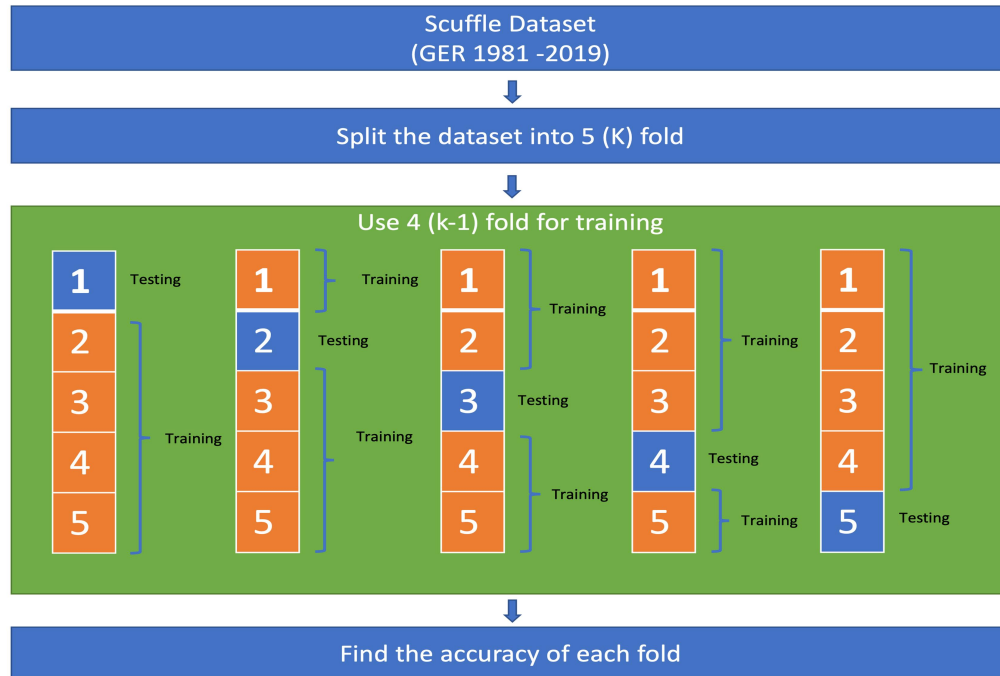 Scuffle Dataset
(GER 1981 -2019)
Split the dataset into 5 (K) fold
Use 4 (k-1) fold for training
1
Testing
2
3
4
5
Training
1
Training
2
Testing
3
4
5
Training
1
2
Training
3
Testing
4
5
Training
1
2
3
Training
4
Testing
5
Training
1
2
3
4
Training
5
Testing
Find the accuracy of each fold